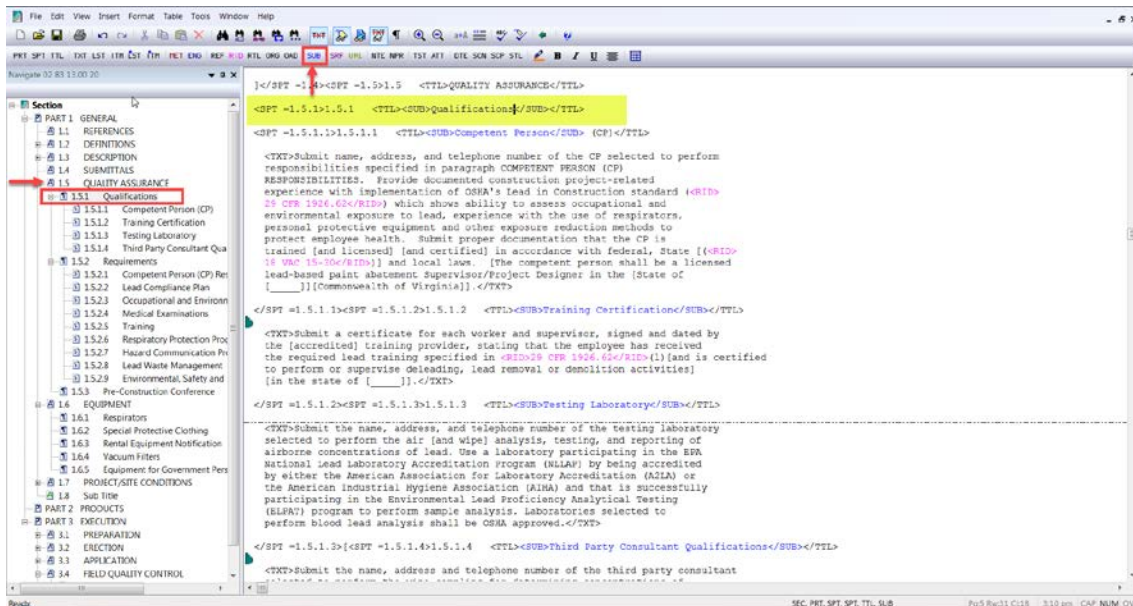 File Edit View Insert Format Table Tools Window Help
PRT SPT TTL TXT LST ITM LST ITM MET END REF RID RTL ORG OAD SUB SRF URL NTE NPR TST ATT DTE SCN SCP STL B I U
Navigate 02 83 13.00 20
Section
PART 1 GENERAL
1.1 REFERENCES
1.2 DEFINITIONS
1.3 DESCRIPTION
1.4 SUBMITTALS
1.5 QUALITY ASSURANCE
1.5.1 Qualifications
1.5.1.1 Competent Person (CP)
1.5.1.2 Training Certification
1.5.1.3 Testing Laboratory
1.5.1.4 Third Party Consultant Qua
1.5.2 Requirements
1.5.2.1 Competent Person (CP) Res
1.5.2.2 Lead Compliance Plan
1.5.2.3 Occupational and Environn
1.5.2.4 Medical Examinations
1.5.2.5 Training
1.5.2.6 Respiratory Protection Prog
1.5.2.7 Hazard Communication Pr
1.5.2.8 Lead Waste Management
1.5.2.9 Environmental, Safety and
1.5.3 Pre-Construction Conference
1.6 EQUIPMENT
1.6.1 Respirators
1.6.2 Special Protective Clothing
1.6.3 Rental Equipment Notification
1.6.4 Vacuum Filters
1.6.5 Equipment for Government Pers
1.7 PROJECT/SITE CONDITIONS
1.8 Sub Title
PART 2 PRODUCTS
PART 3 EXECUTION
3.1 PREPARATION
3.2 ERECTION
3.3 APPLICATION
3.4 FIELD QUALITY CONTROL
]</SPT =1.4><SPT =1.5>1.5 <TTL>QUALITY ASSURANCE</TTL>
<SPT =1.5.1>1.5.1 <TTL><SUB>Qualifications</SUB></TTL>
<SPT =1.5.1.1>1.5.1.1 <TTL><SUB>Competent Person</SUB> (CP)</TTL>
<TXT>Submit name, address, and telephone number of the CP selected to perform
responsibilities specified in paragraph COMPETENT PERSON (CP)
RESPONSIBILITIES. Provide documented construction project-related
experience with implementation of OSHA's Lead in Construction standard (<RID>
29 CFR 1926.62</RID>) which shows ability to assess occupational and
environmental exposure to lead, experience with the use of respirators,
personal protective equipment and other exposure reduction methods to
protect employee health. Submit proper documentation that the CP is
trained [and licensed] [and certified] in accordance with federal, State [(<RID>
18 VAC 15-30</RID>)] and local laws. [The competent person shall be a licensed
lead-based paint abatement Supervisor/Project Designer in the [State of
[_____]][Commonwealth of Virginia]].</TXT>
</SPT =1.5.1.1><SPT =1.5.1.2>1.5.1.2 <TTL><SUB>Training Certification</SUB></TTL>
<TXT>Submit a certificate for each worker and supervisor, signed and dated by
the [accredited] training provider, stating that the employee has received
the required lead training specified in <RID>29 CFR 1926.62</RID>(l)[and is certified
to perform or supervise deleading, lead removal or demolition activities]
[in the state of [_____]].</TXT>
</SPT =1.5.1.2><SPT =1.5.1.3>1.5.1.3 <TTL><SUB>Testing Laboratory</SUB></TTL>
<TXT>Submit the name, address, and telephone number of the testing laboratory
selected to perform the air [and wipe] analysis, testing, and reporting of
airborne concentrations of lead. Use a laboratory participating in the EPA
National Lead Laboratory Accreditation Program (NLLAP) by being accredited
by either the American Association for Laboratory Accreditation (A2LA) or
the American Industrial Hygiene Association (AIHA) and that is successfully
participating in the Environmental Lead Proficiency Analytical Testing
(ELPAT) program to perform sample analysis. Laboratories selected to
perform blood lead analysis shall be OSHA approved.</TXT>
</SPT =1.5.1.3>[<SPT =1.5.1.4>1.5.1.4 <TTL><SUB>Third Party Consultant Qualifications</SUB></TTL>
<TXT>Submit the name, address and telephone number of the third party consultant
Ready
SEC, PRT, SPT, SPT, TTL, SUB
3:10 pm CAP NUM